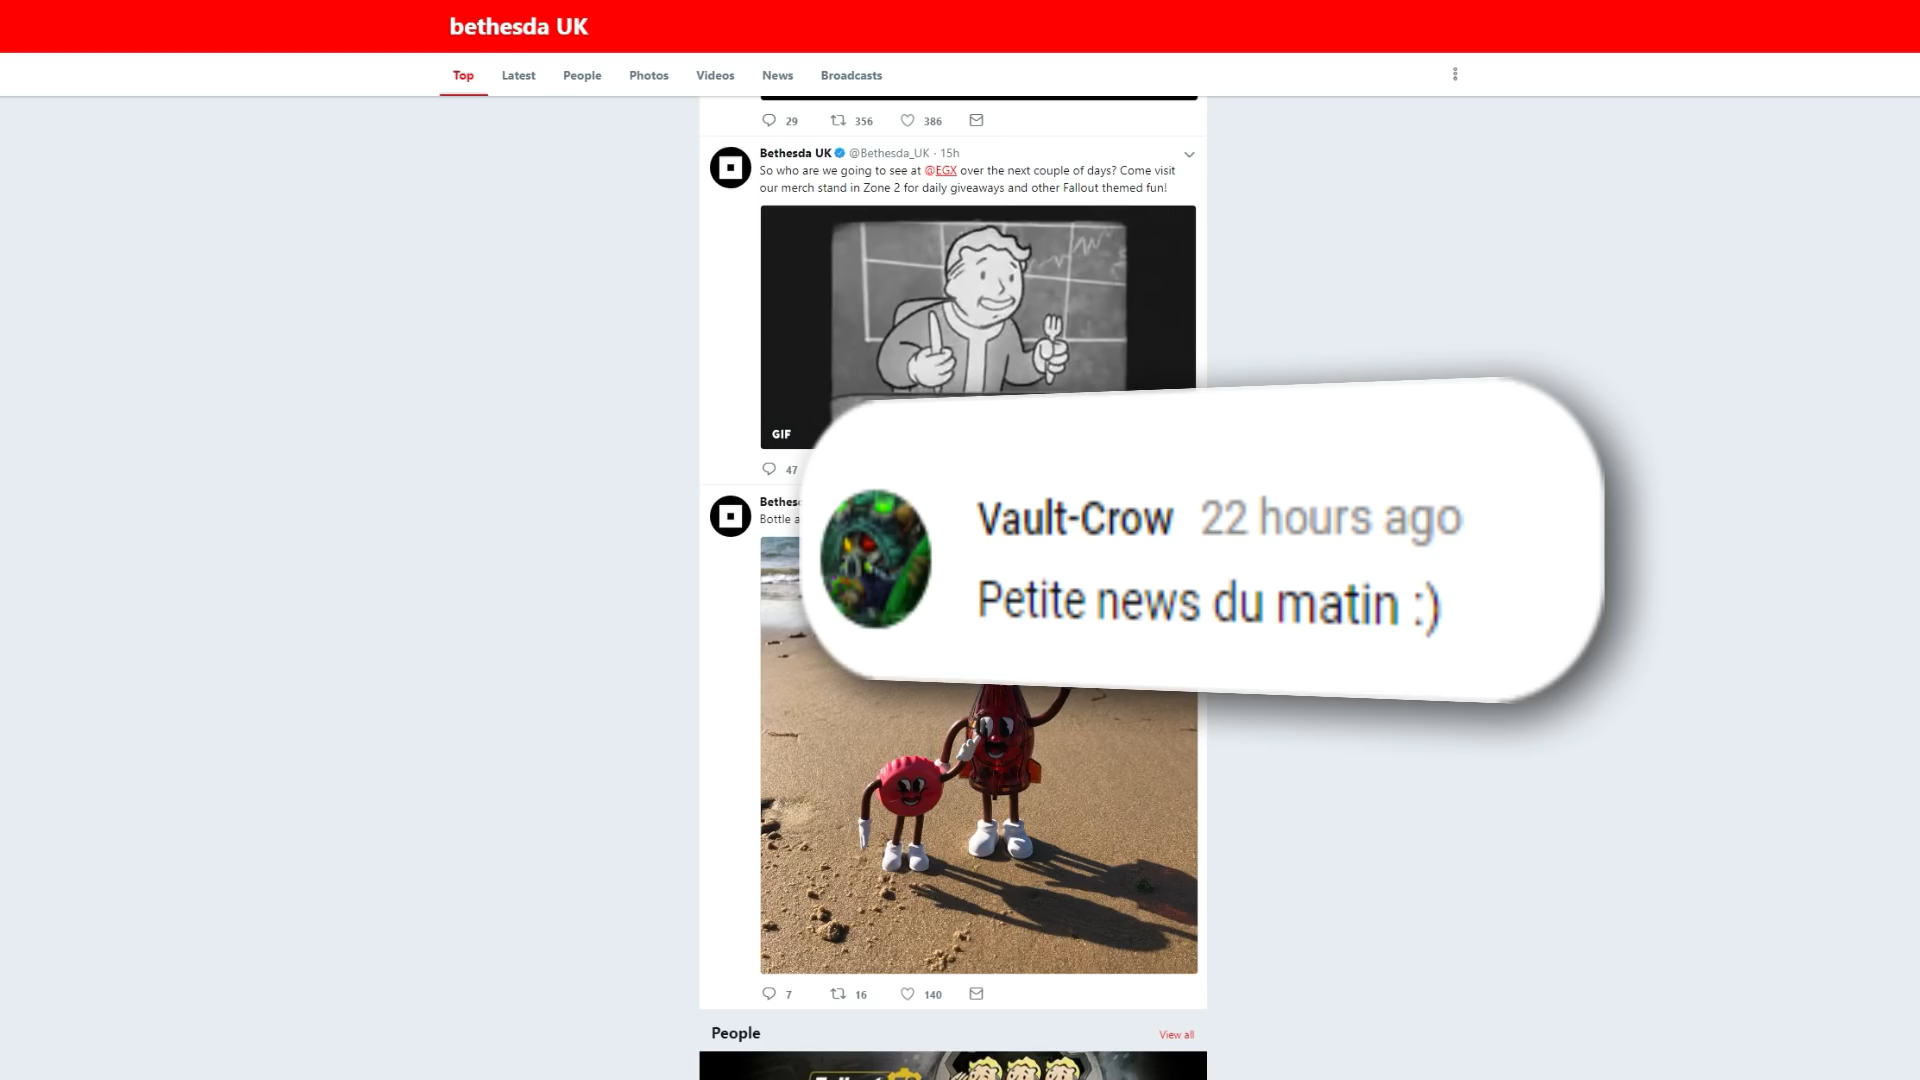 bethesda UK
Top Latest People Photos Videos News Broadcasts
29 356 386
Bethesda UK @Bethesda_UK · 15h
So who are we going to see at @EGX over the next couple of days? Come visit
our merch stand in Zone 2 for daily giveaways and other Fallout themed fun!
GIF
47
Bottle
Vault-Crow 22 hours ago
Petite news du matin :)
7 16 140
People View all